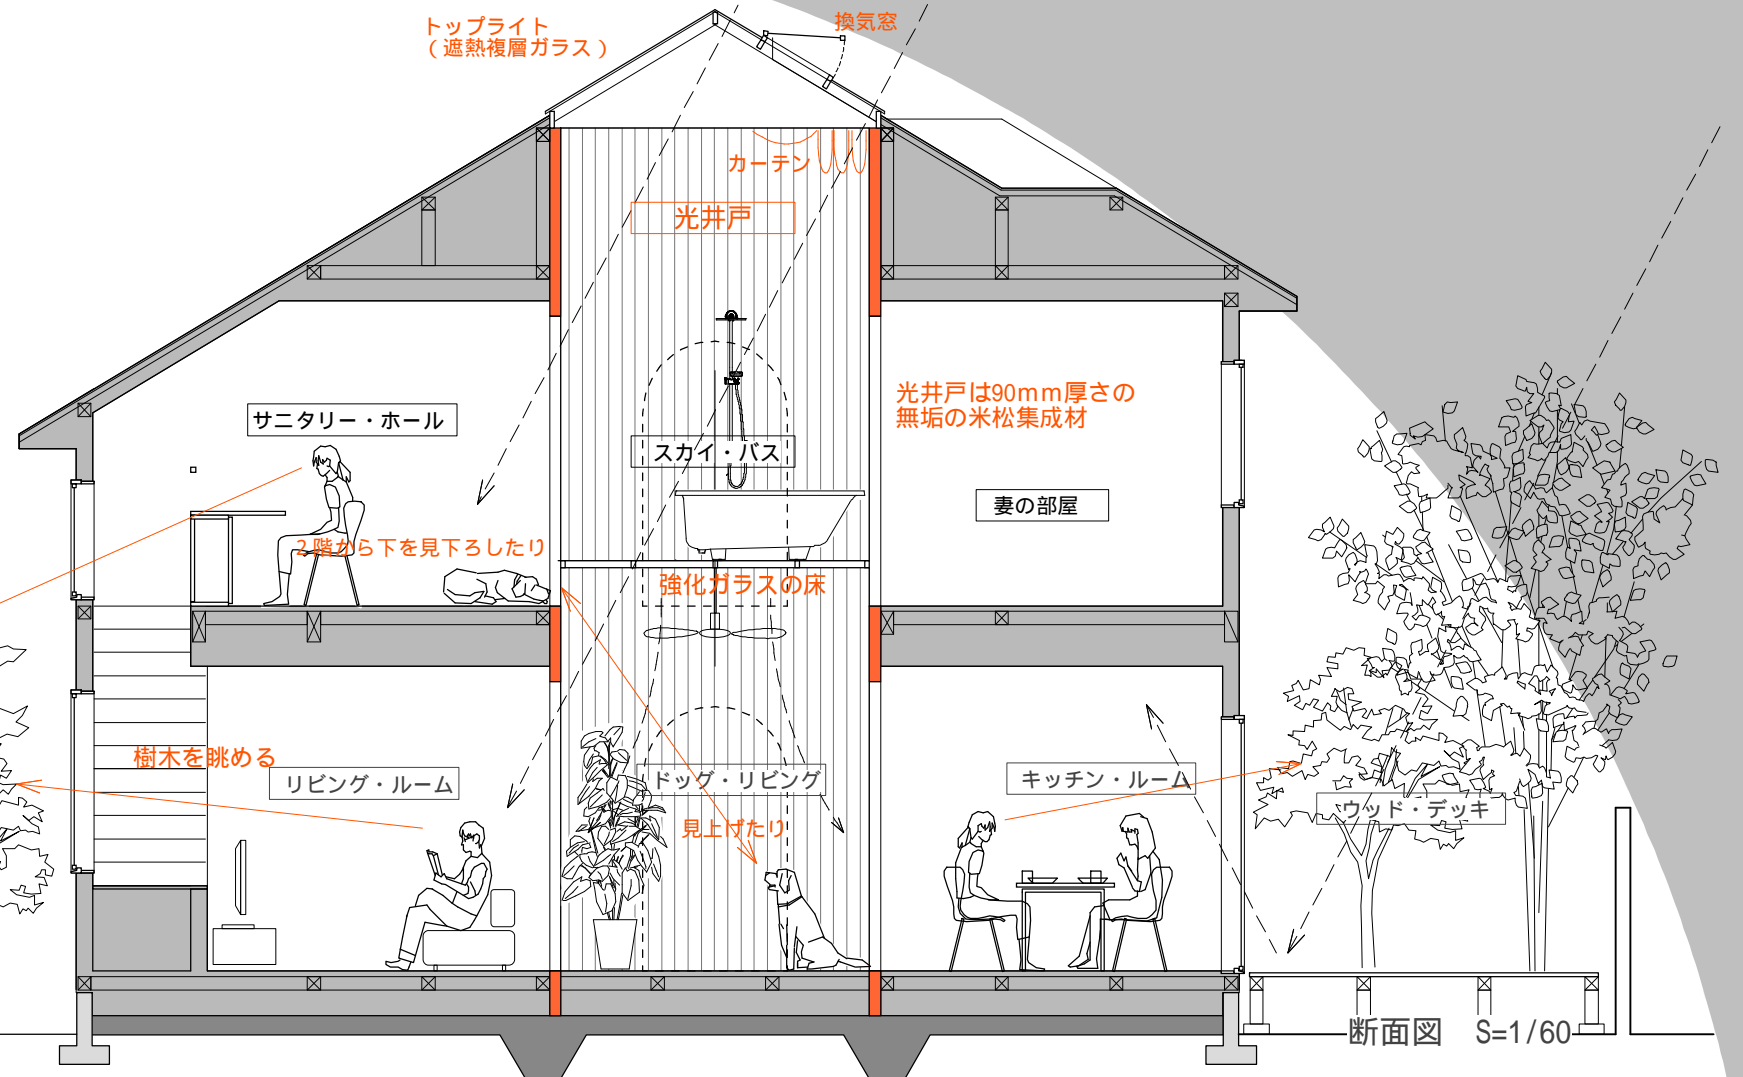 トップライト
（遮熱複層ガラス）
換気窓
カーテン
光井戸
光井戸は90mm厚さの
無垢の米松集成材
サニタリー・ホール
スカイ・バス
妻の部屋
2階から下を見下ろしたり
強化ガラスの床
樹木を眺める
リビング・ルーム
ドッグ・リビング
キッチン・ルーム
ウッド・デッキ
見上げたり
断面図　S=1/60